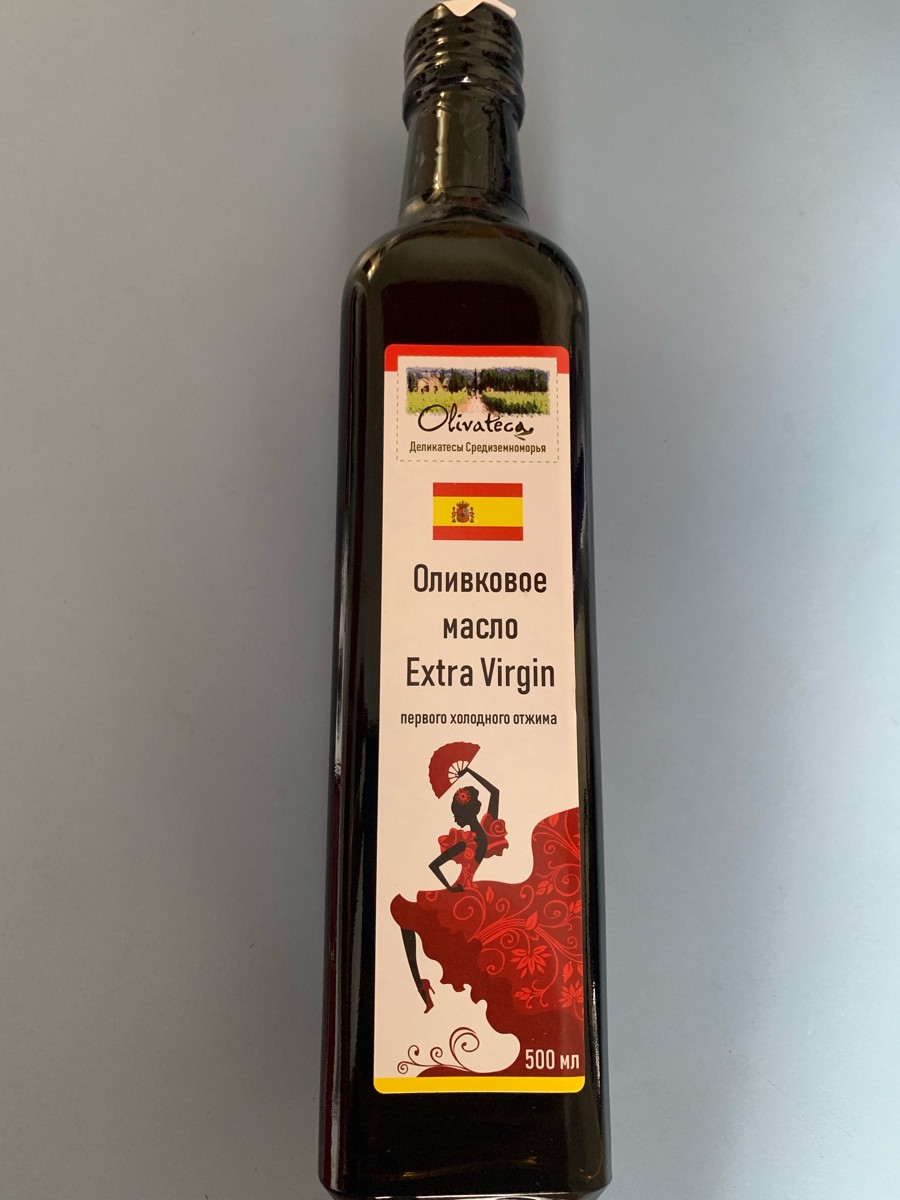 Olivateca
Деликатесы Средиземноморья
Оливковое
масло
Extra Virgin
первого холодного отжима
500 мл